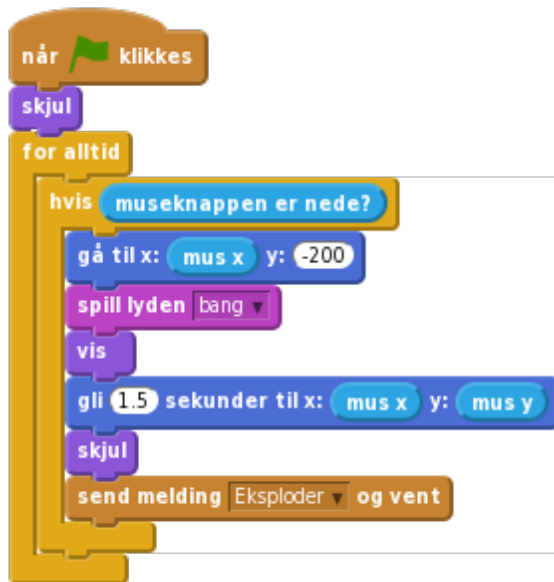 når klikkes
skjul
for alltid
hvis museknappen er nede?
gå til x: mus x y: -200
spill lyden bang
vis
gli 1.5 sekunder til x: mus x y: mus y
skjul
send melding Eksploder og vent